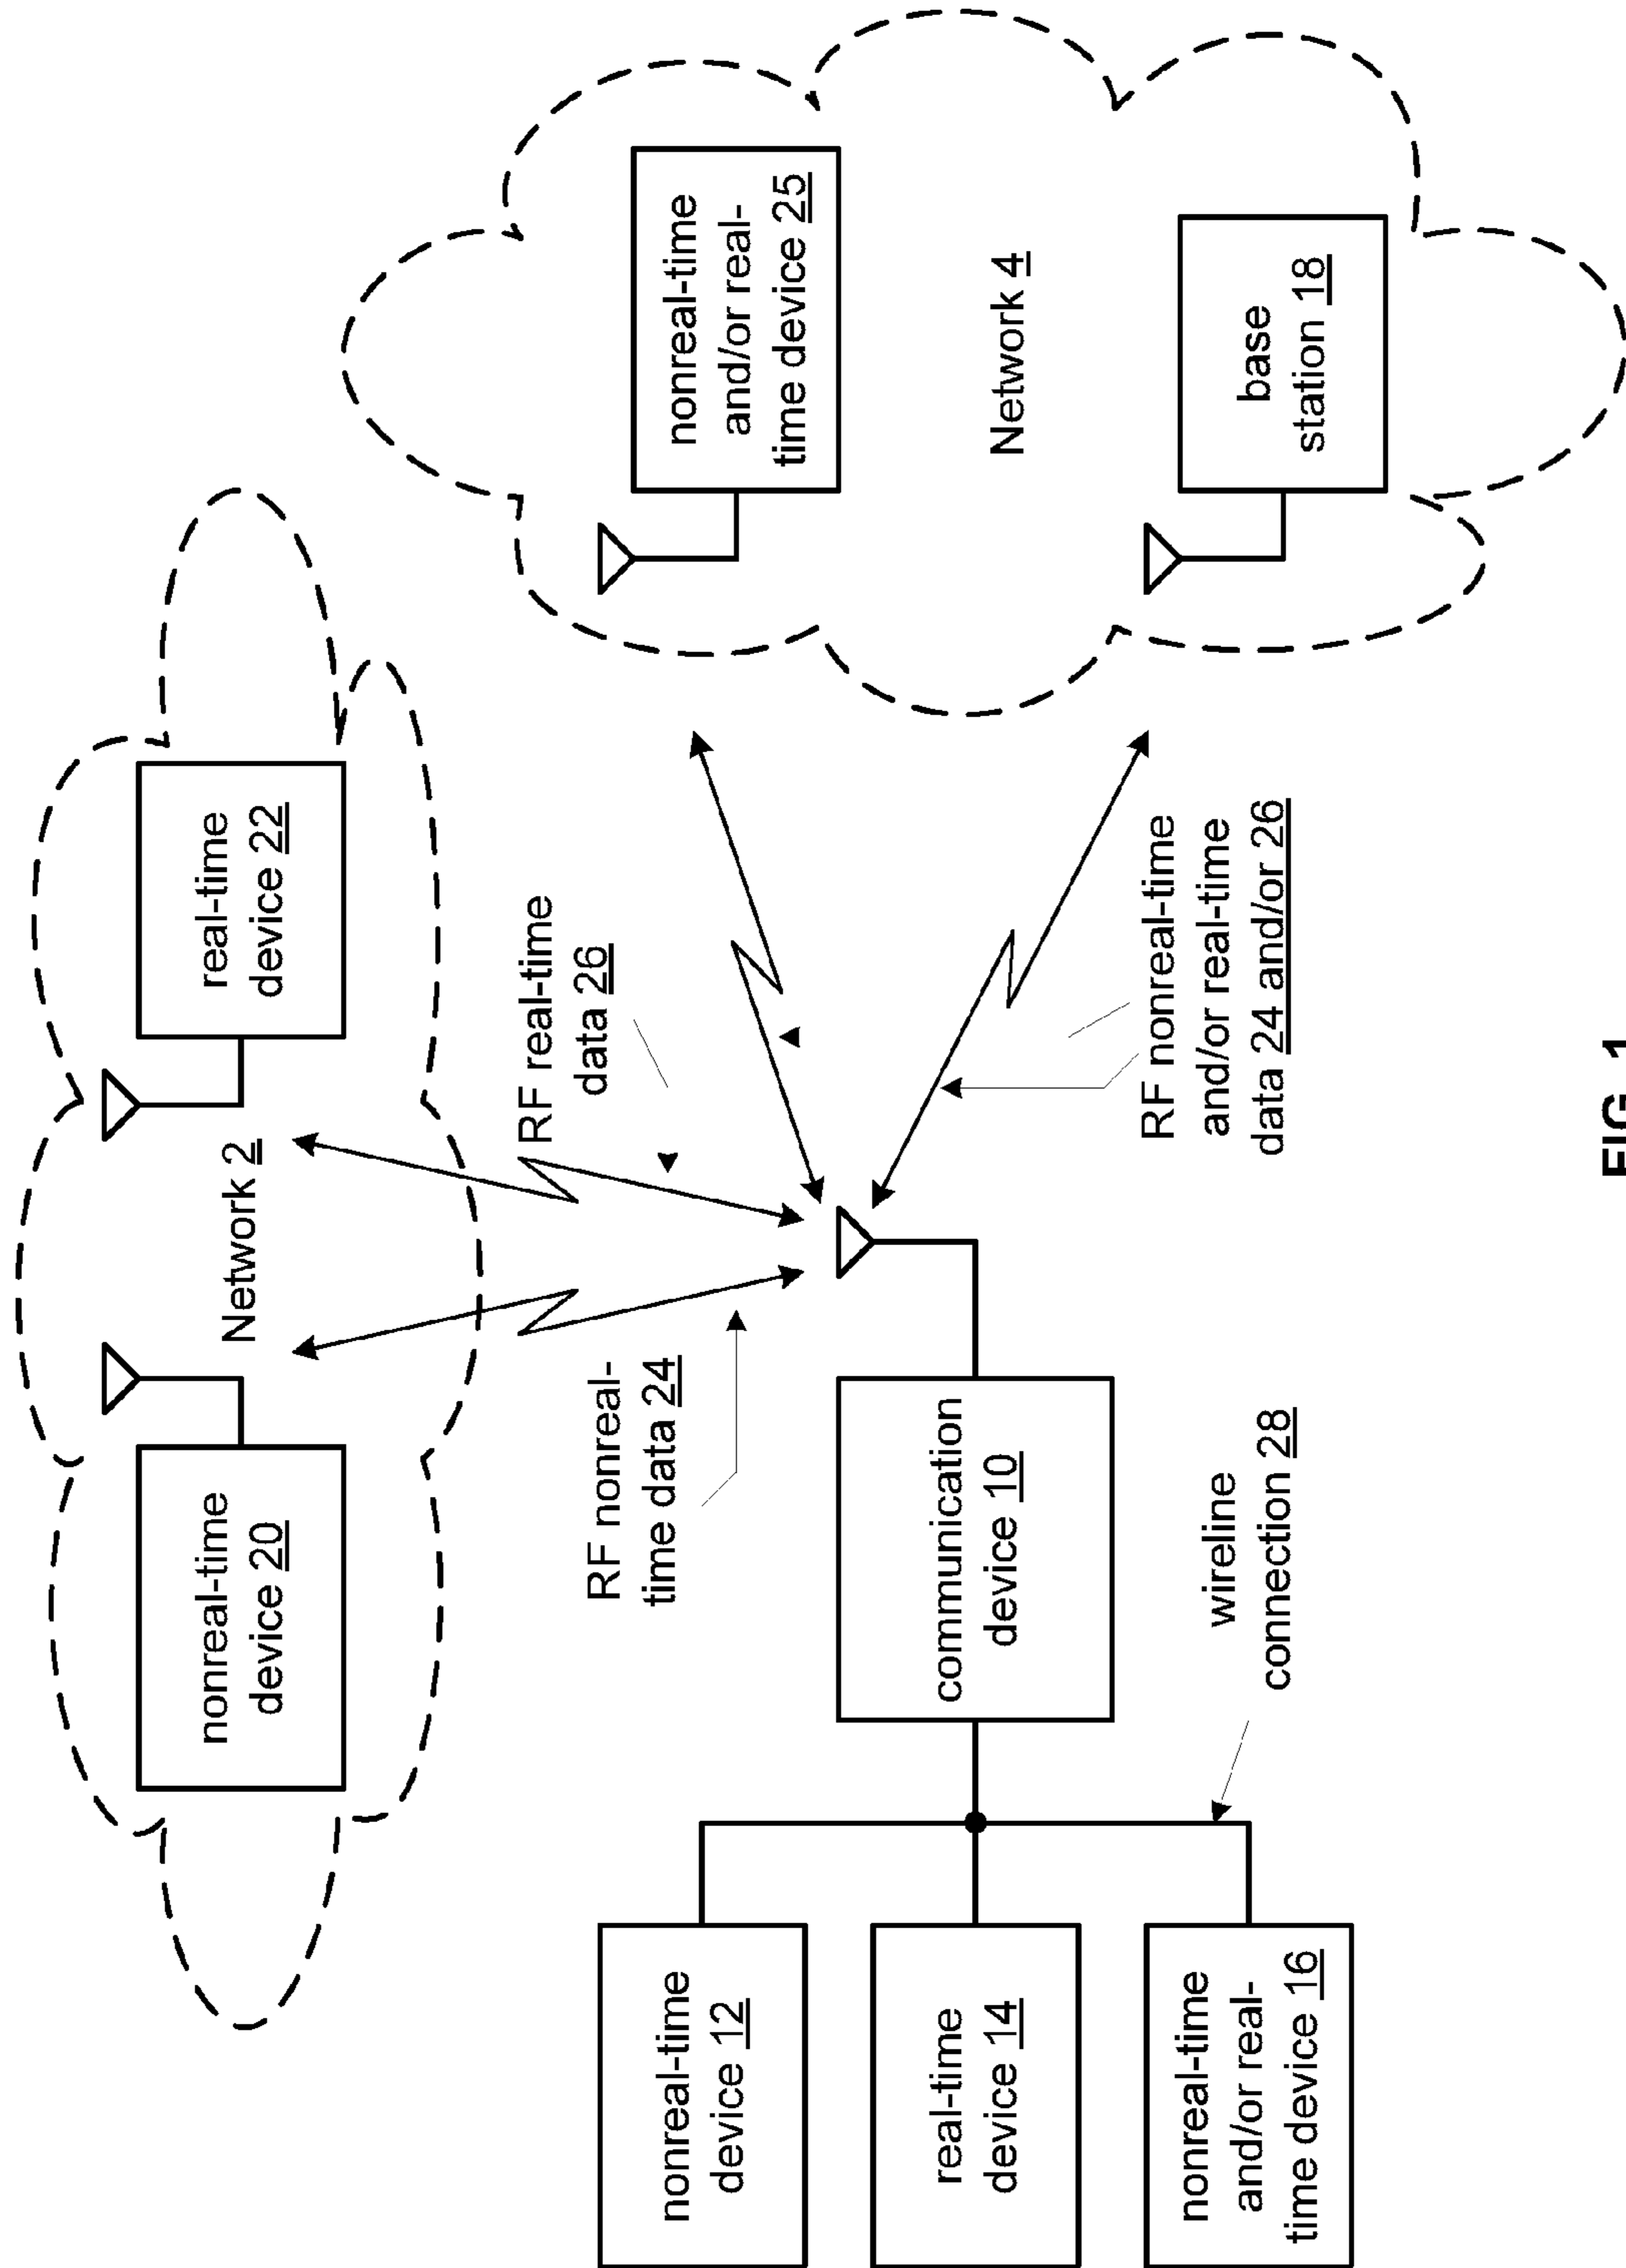 nonreal-time
device 20
Network 2
real-time
device 22
RF nonreal-
time data 24
RF real-time
data 26
nonreal-time
and/or real-
time device 25
Network 4
base
station 18
nonreal-time
device 12
real-time
device 14
nonreal-time
and/or real-
time device 16
communication
device 10
wireline
connection 28
RF nonreal-time
and/or real-time
data 24 and/or 26
FIG. 1